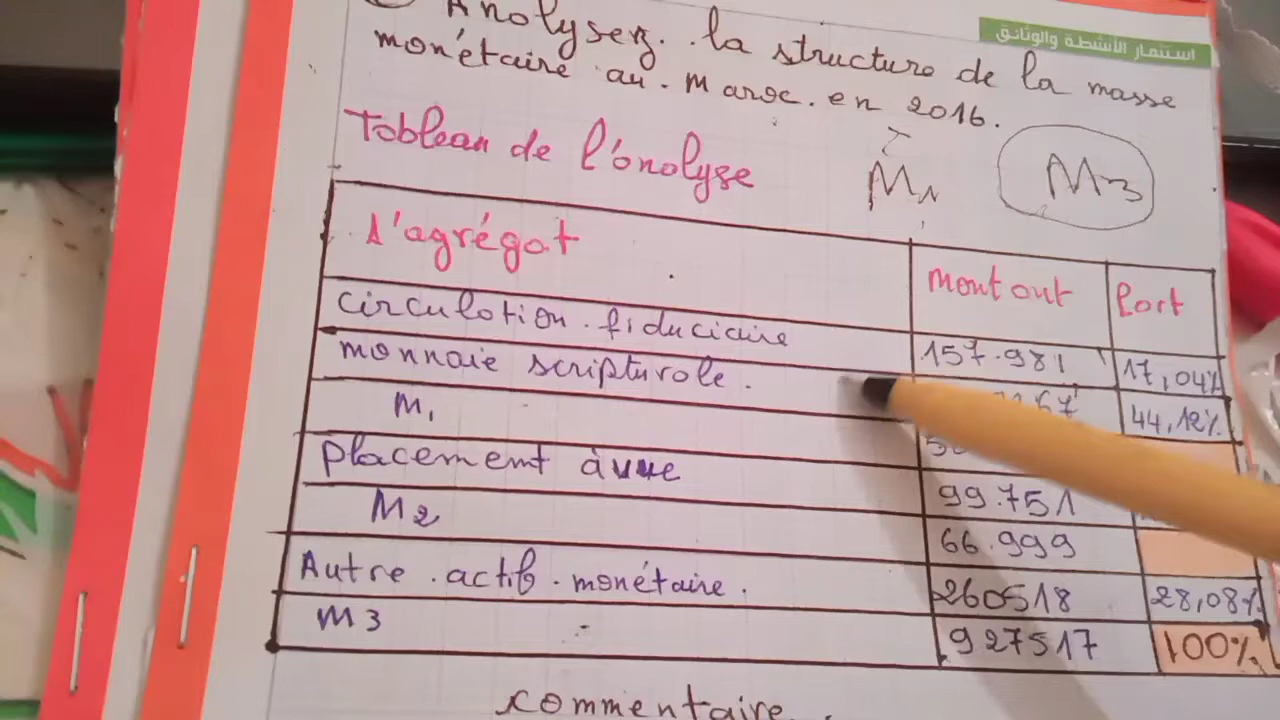 استثمار الأنشطة والوثائق
Analysez. la structure de la masse
monétaire au. maroc. en 2016.
Tableau de l'analyse
M1
M3
L'agrégat montant Part
circulation. fiduciaire 157.981 17,04%
monnaie scripturale. 67 44,12%
M1 50
Placement à vue 99.751
M2 66.999
Autre. actif. monétaire. 260518 28,08%
M3 927517 100%
commentaire.